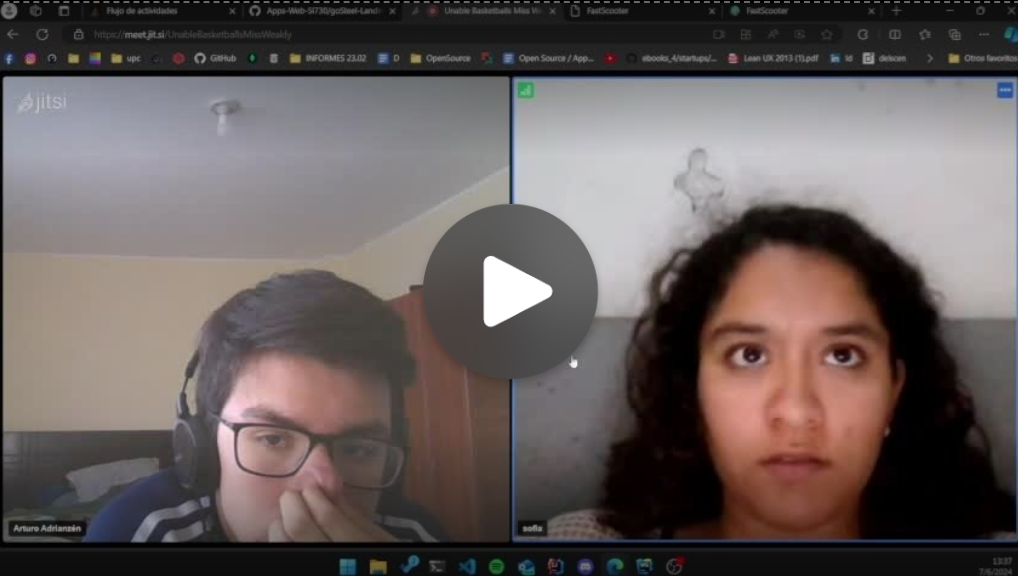 Flujo de actividades
Apps-Web-SI730/goSteel-Land
Unable Basketballs Miss W
FastScooter
FastScooter
https://meet.jit.si/UnableBasketballsMissWeakly
upc
GitHub
INFORMES 23.02
D
OpenSource
Open Source / App...
ebooks_4/startups/...
Lean UX 2013 (1).pdf
Id
deiscen
Otros favoritos
jitsi
Arturo Adrianzén
sofia
13:37
7/6/2024